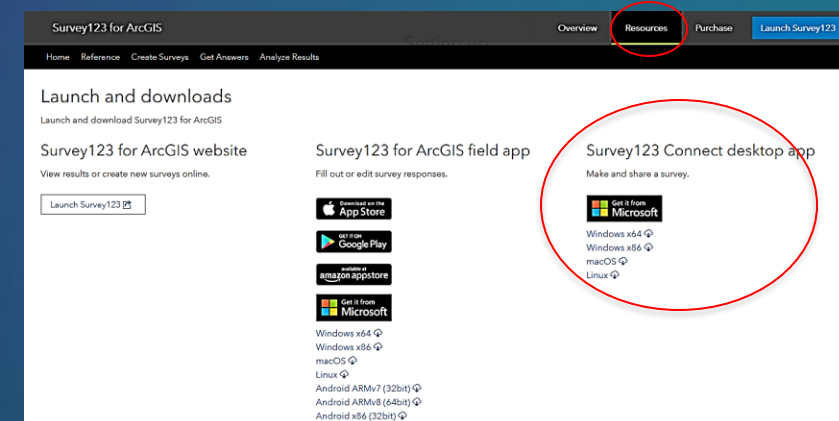 Survey123 for ArcGIS
Overview Resources Purchase Launch Survey123
Setting up
Home Reference Create Surveys Get Answers Analyze Results
Launch and downloads
Launch and download Survey123 for ArcGIS
Survey123 for ArcGIS website
View results or create new surveys online.
Launch Survey123
Survey123 for ArcGIS field app
Fill out or edit survey responses.
Download on the
App Store
GET IT ON
Google Play
available at
amazon appstore
Get it from
Microsoft
Windows x64
Windows x86
macOS
Linux
Android ARMv7 (32bit)
Android ARMv8 (64bit)
Android x86 (32bit)
Survey123 Connect desktop app
Make and share a survey.
Get it from
Microsoft
Windows x64
Windows x86
macOS
Linux